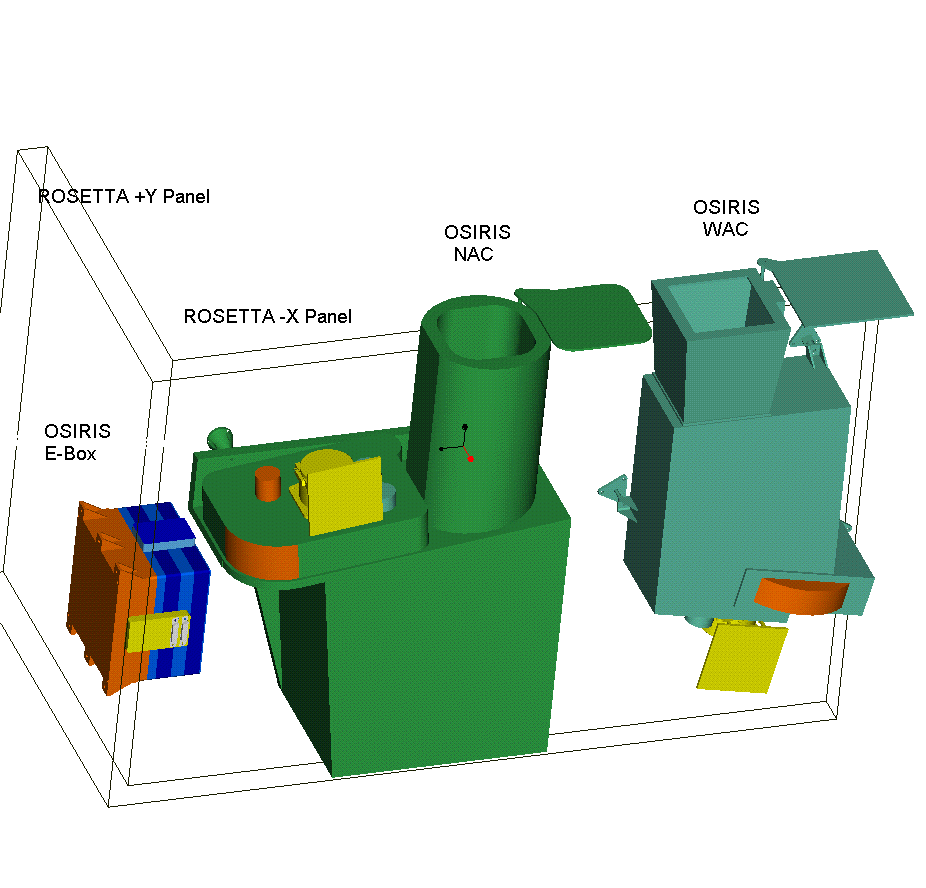 ROSETTA +Y Panel
OSIRIS
WAC
OSIRIS
NAC
ROSETTA -X Panel
OSIRIS
E-Box